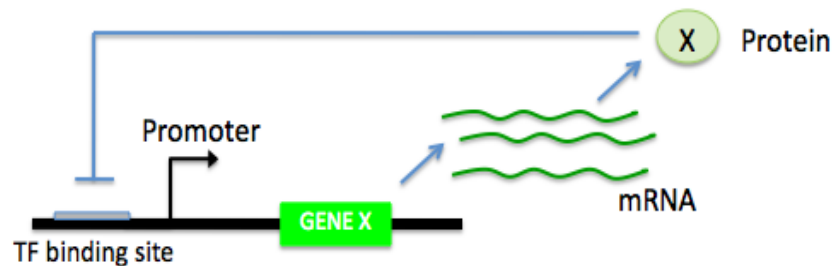 X
Protein
Promoter
mRNA
GENE X
TF binding site